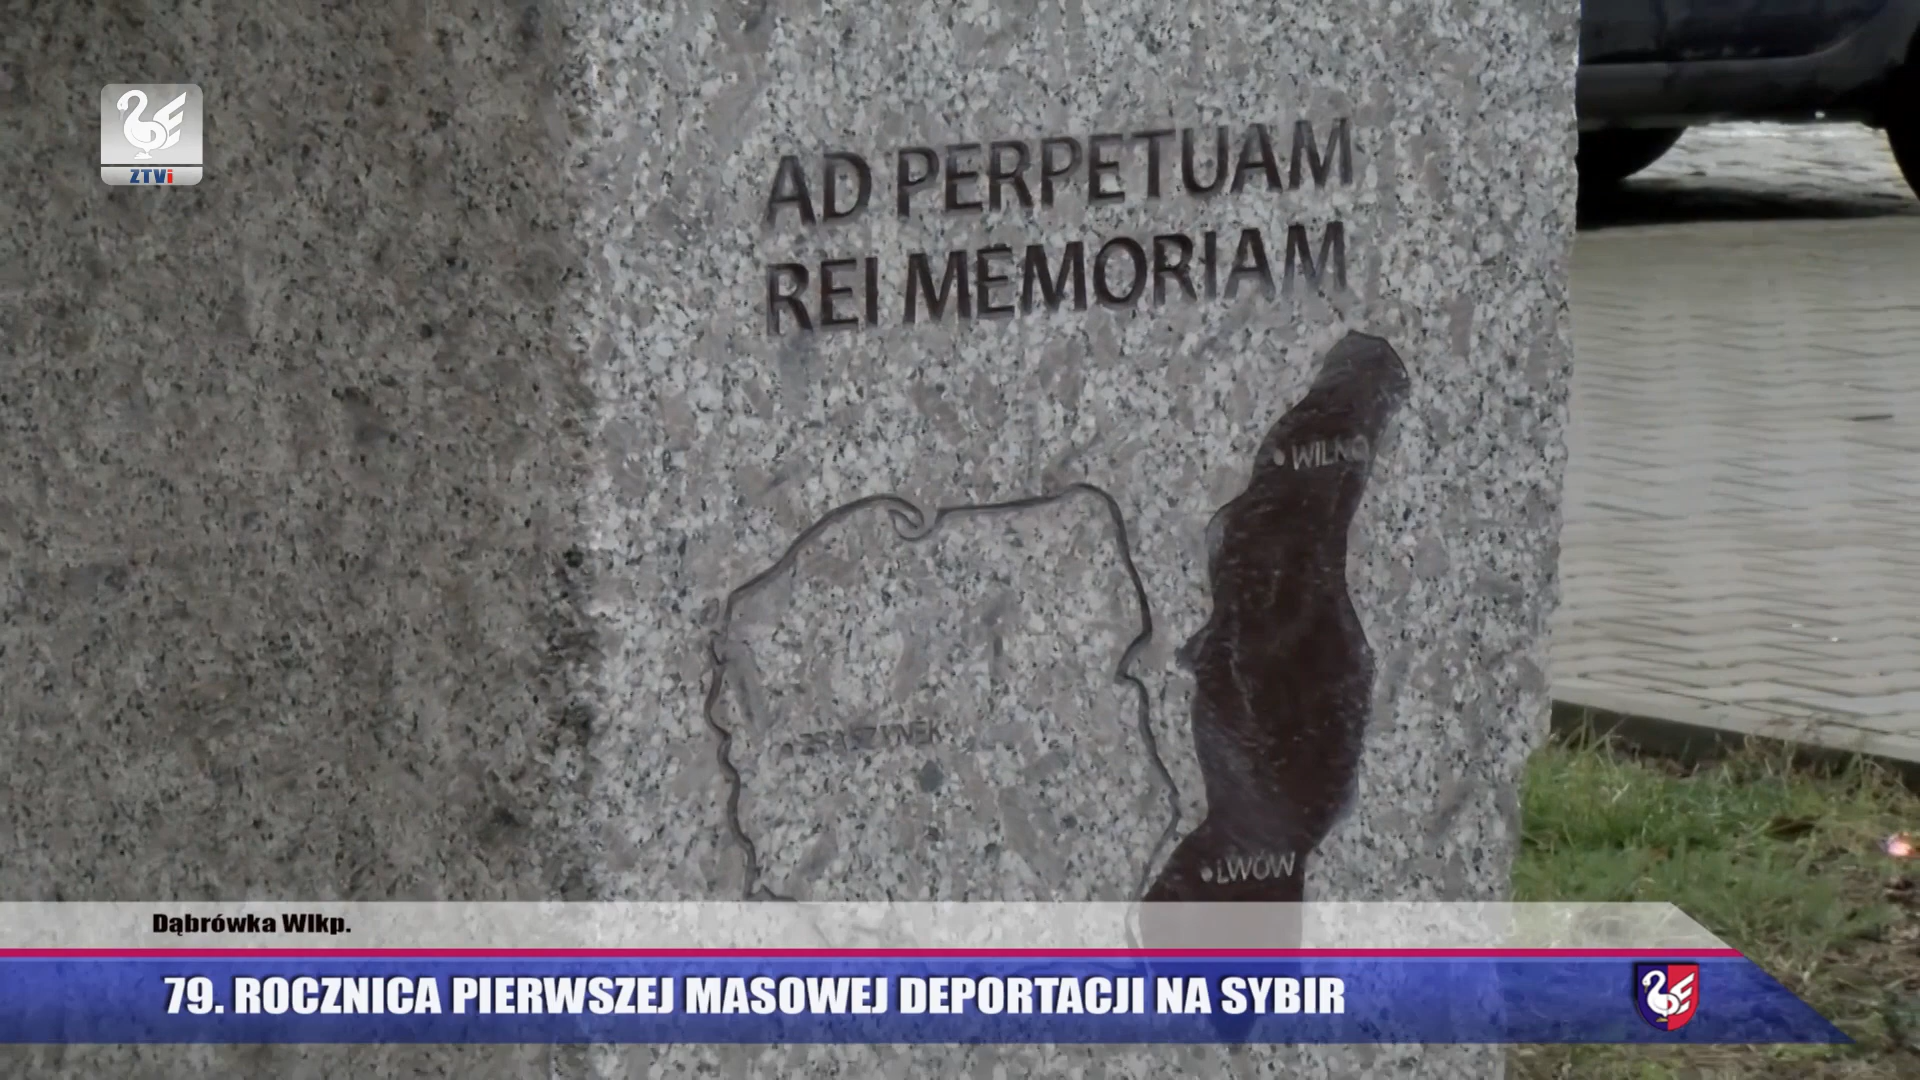 ZTVi
AD PERPETUAM
REI MEMORIAM
WILNO
LWÓW
Dąbrówka Wlkp.
79. ROCZNICA PIERWSZEJ MASOWEJ DEPORTACJI NA SYBIR